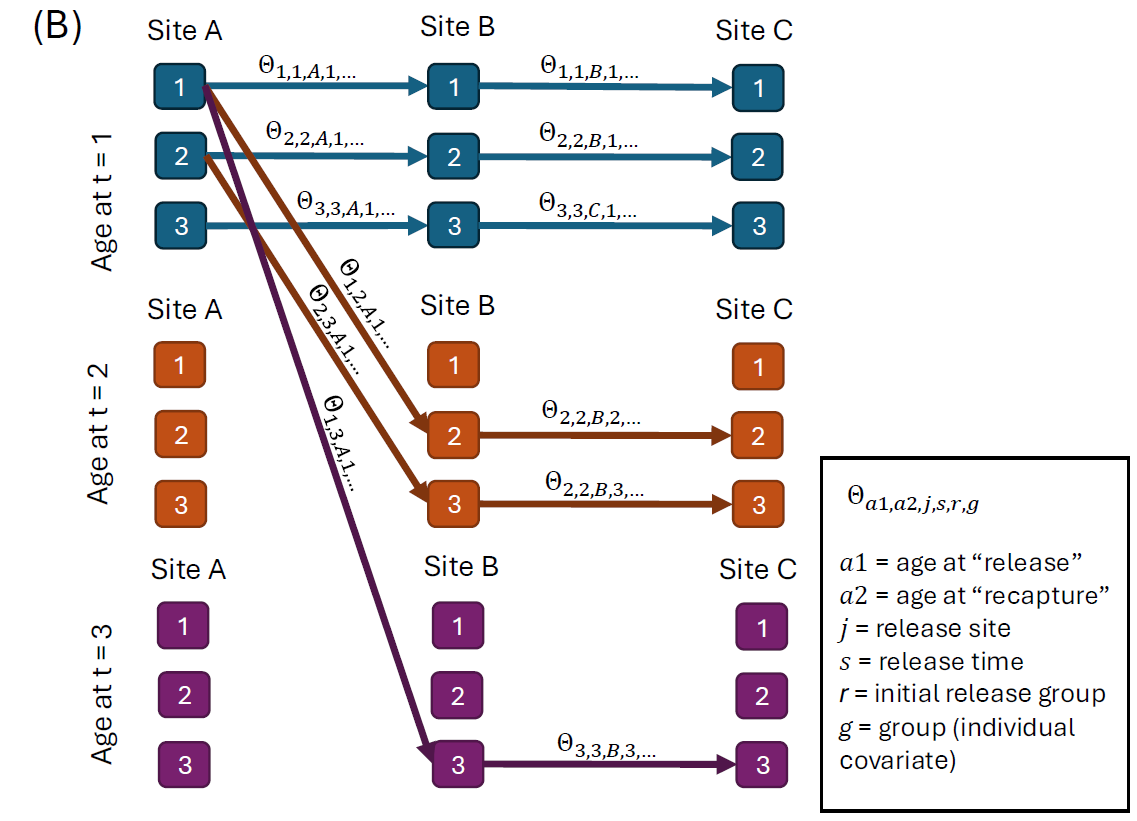 (B)
Site A Site B Site C
Θ1,1,A,1,… Θ1,1,B,1,…
1 1 1
Θ2,2,A,1,… Θ2,2,B,1,…
2 2 2
Θ3,3,A,1,… Θ3,3,C,1,…
3 3 3
Age at t = 1
Site A Site B Site C
Θ1,2,A,1,…
Θ2,3,A,1,…
1 1 1
Θ2,2,B,2,…
2 2 2
Θ1,3,A,1,…
Θ2,2,B,3,…
3 3 3
Age at t = 2
Site A Site B Site C
1 1 1
2 2 2
Θ3,3,B,3,…
3 3 3
Age at t = 3
Θa1,a2,j,s,r,g
a1 = age at “release”
a2 = age at “recapture”
j = release site
s = release time
r = initial release group
g = group (individual
covariate)